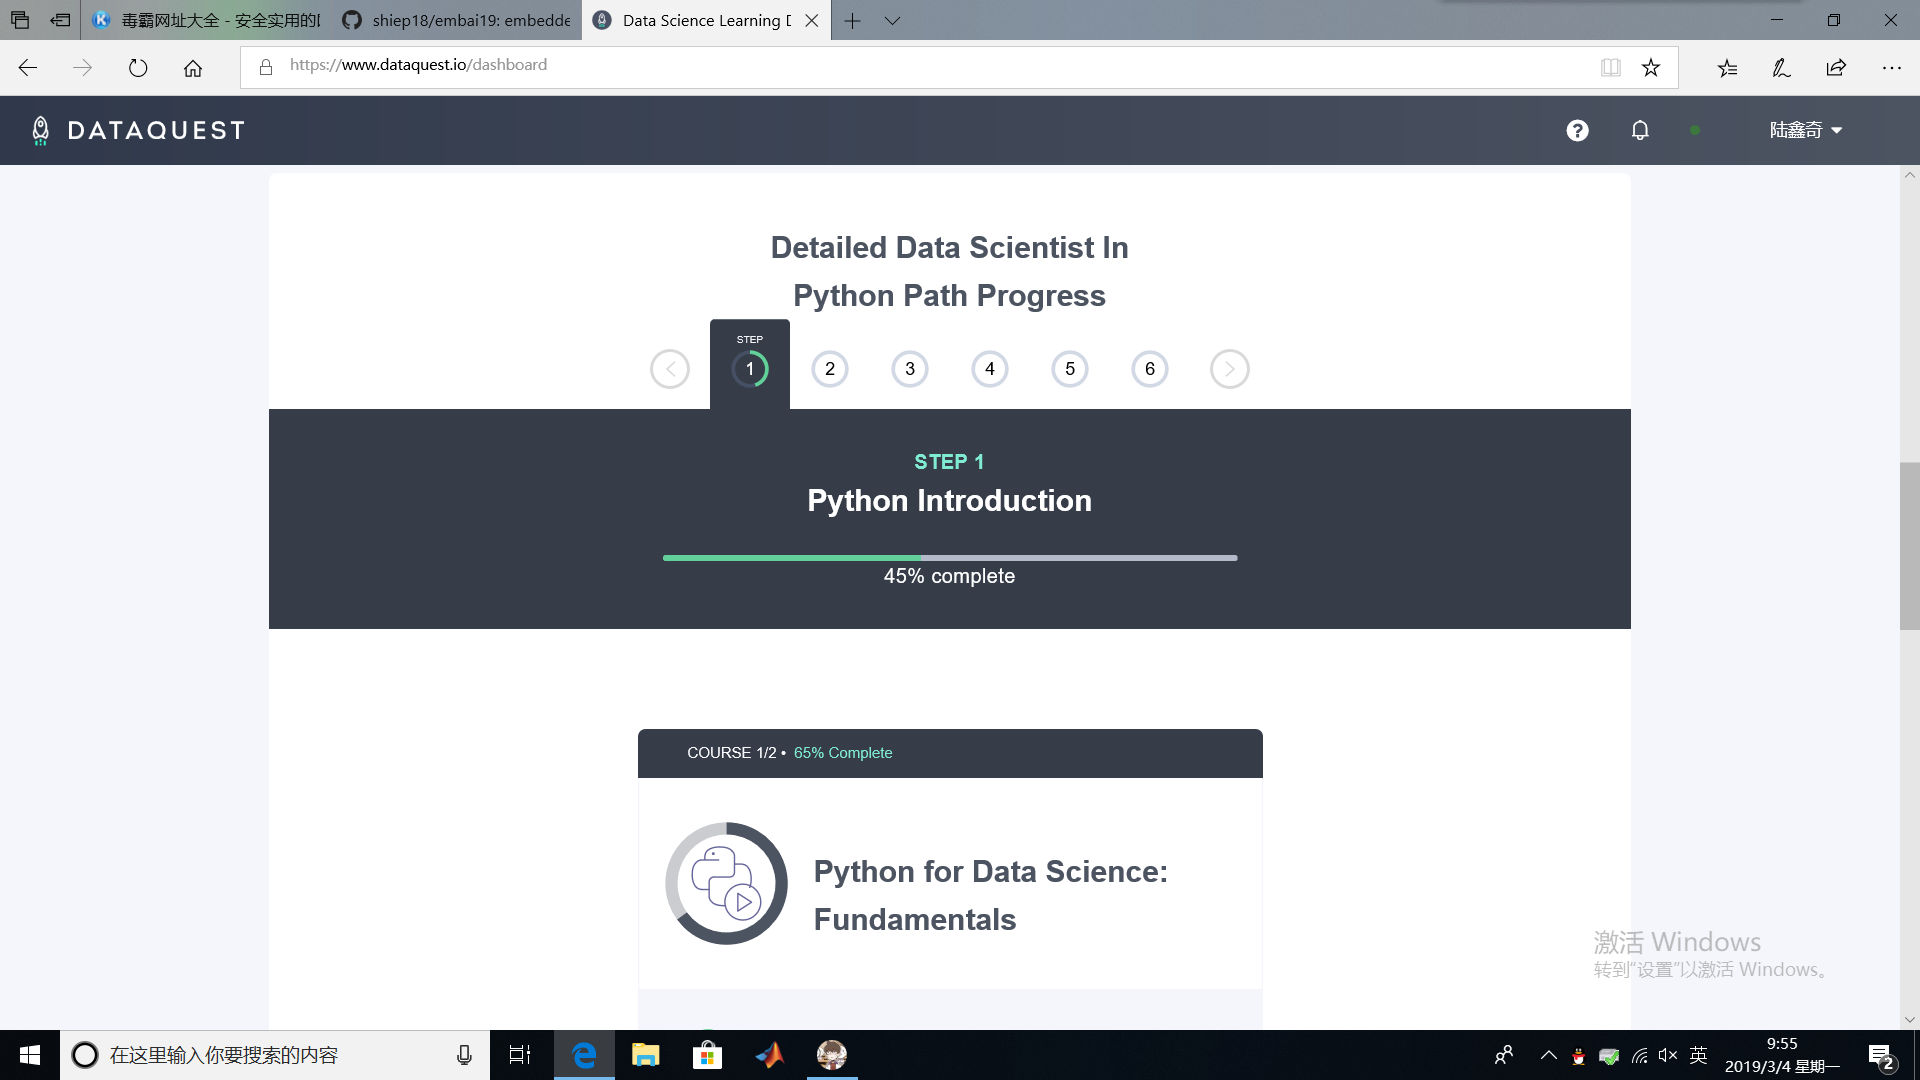 毒霸网址大全 - 安全实用的
shiep18/embai19: embedde
Data Science Learning D
https://www.dataquest.io/dashboard
DATAQUEST
陆鑫奇
Detailed Data Scientist In
Python Path Progress
STEP
1
2
3
4
5
6
STEP 1
Python Introduction
45% complete
COURSE 1/2 • 65% Complete
Python for Data Science:
Fundamentals
激活 Windows
转到“设置”以激活 Windows。
在这里输入你要搜索的内容
英
9:55
2019/3/4 星期一
2